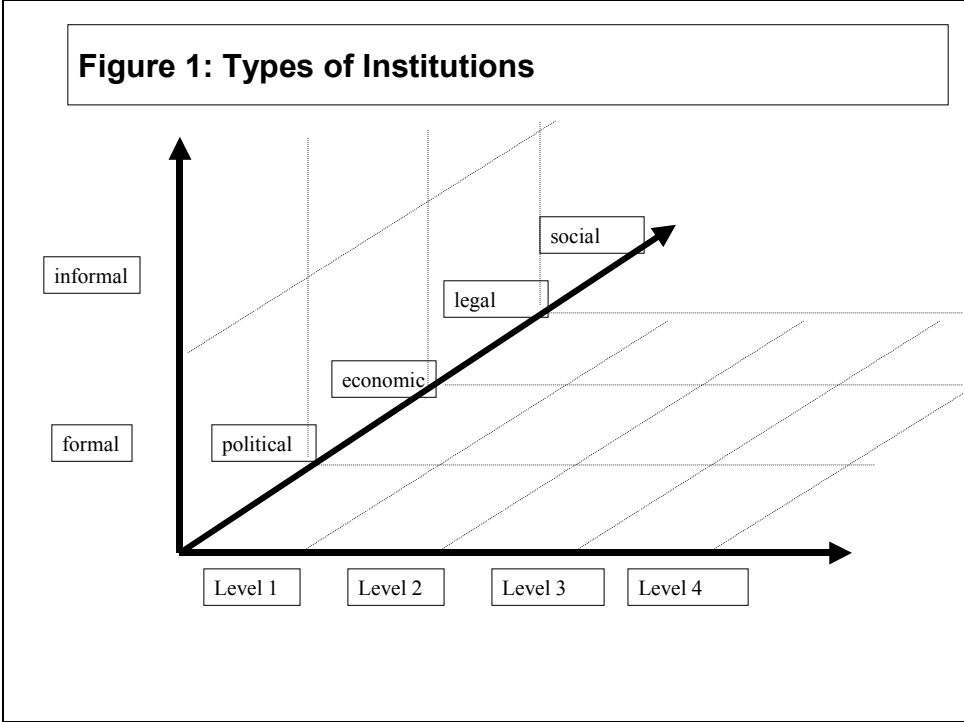 Figure 1: Types of Institutions
social
informal
legal
economic
formal
political
Level 1
Level 2
Level 3
Level 4